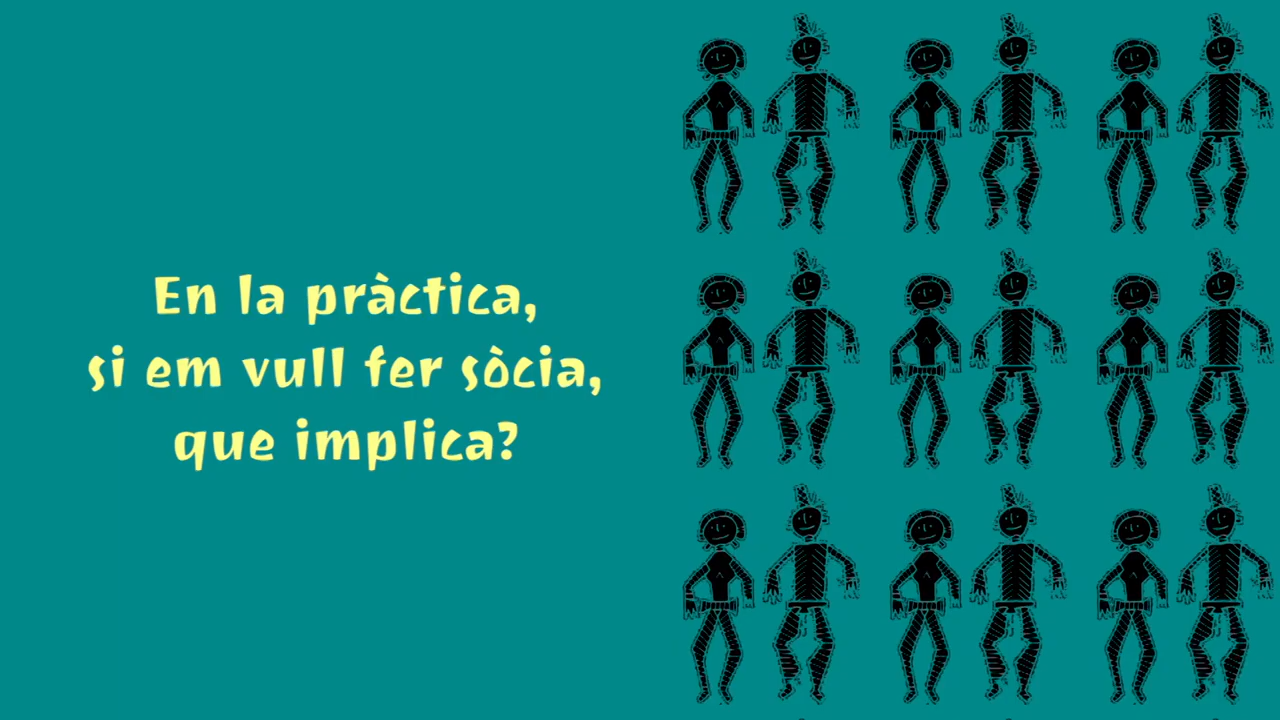 En la pràctica,
si em vull fer sòcia,
que implica?